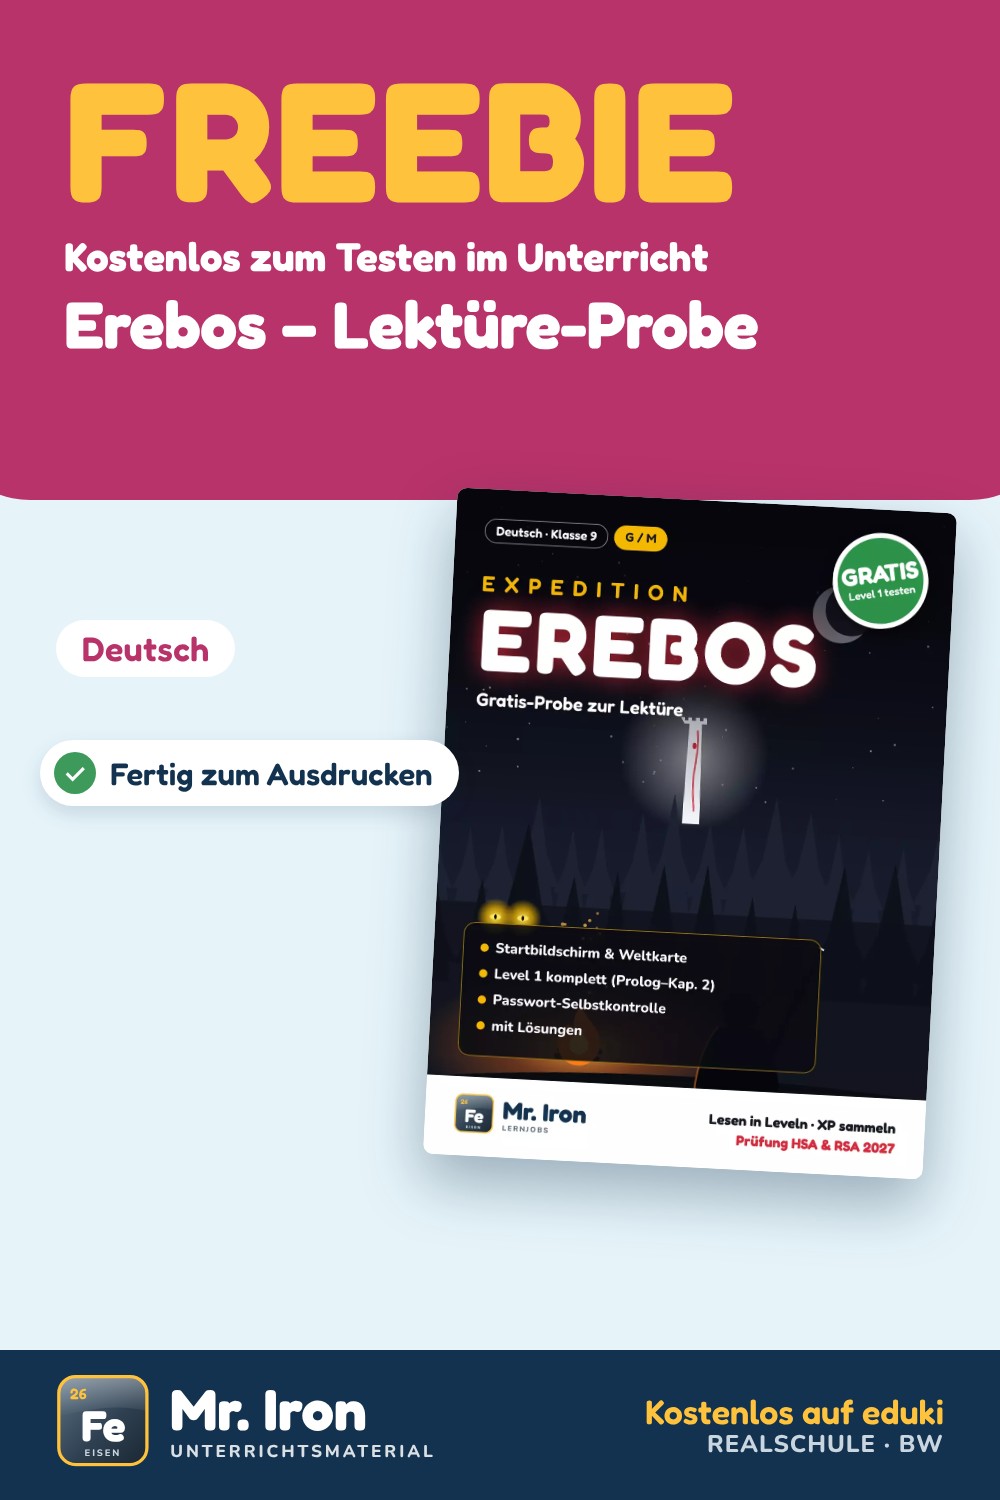 FREEBIE
Kostenlos zum Testen im Unterricht
Erebos – Lektüre-Probe
Deutsch
Fertig zum Ausdrucken
Deutsch · Klasse 9
G / M
GRATIS
Level 1 testen
EXPEDITION
EREBOS
Gratis-Probe zur Lektüre
Startbildschirm & Weltkarte
Level 1 komplett (Prolog–Kap. 2)
Passwort-Selbstkontrolle
mit Lösungen
26
Fe
EISEN
Mr. Iron
LERNJOBS
Lesen in Leveln · XP sammeln
Prüfung HSA & RSA 2027
26
Fe
EISEN
Mr. Iron
UNTERRICHTSMATERIAL
Kostenlos auf eduki
REALSCHULE · BW